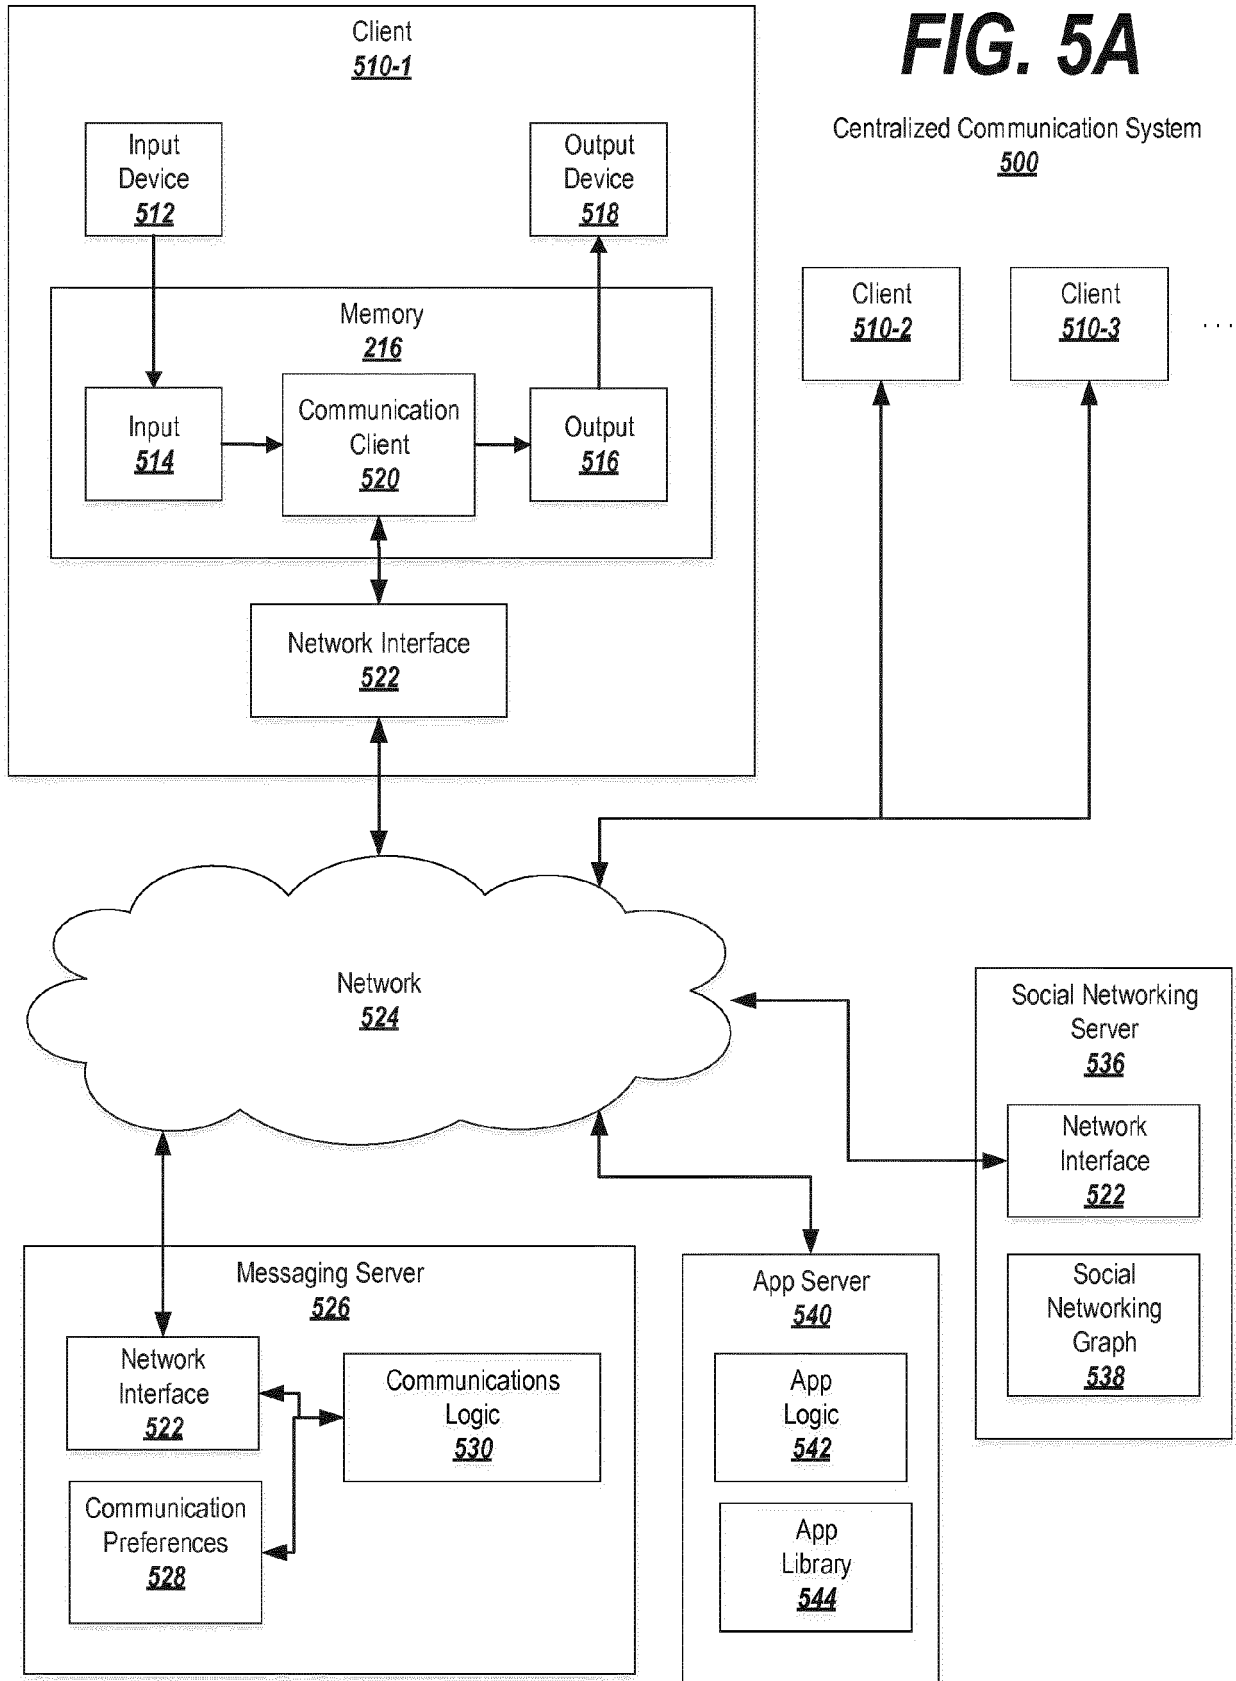 FIG. 5A
Centralized Communication System
500
Client
510-1
Input
Device
512
Output
Device
518
Memory
216
Input
514
Communication
Client
520
Output
516
Network Interface
522
Client
510-2
Client
510-3
. . .
Network
524
Social Networking
Server
536
Network
Interface
522
Social
Networking
Graph
538
Messaging Server
526
Network
Interface
522
Communications
Logic
530
Communication
Preferences
528
App Server
540
App
Logic
542
App
Library
544